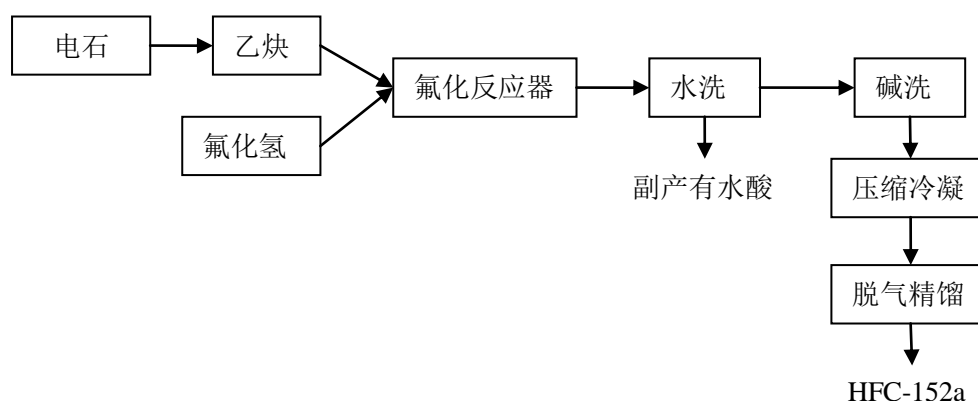 电石
乙炔
氟化氢
氟化反应器
水洗
碱洗
副产有水酸
压缩冷凝
脱气精馏
HFC-152a